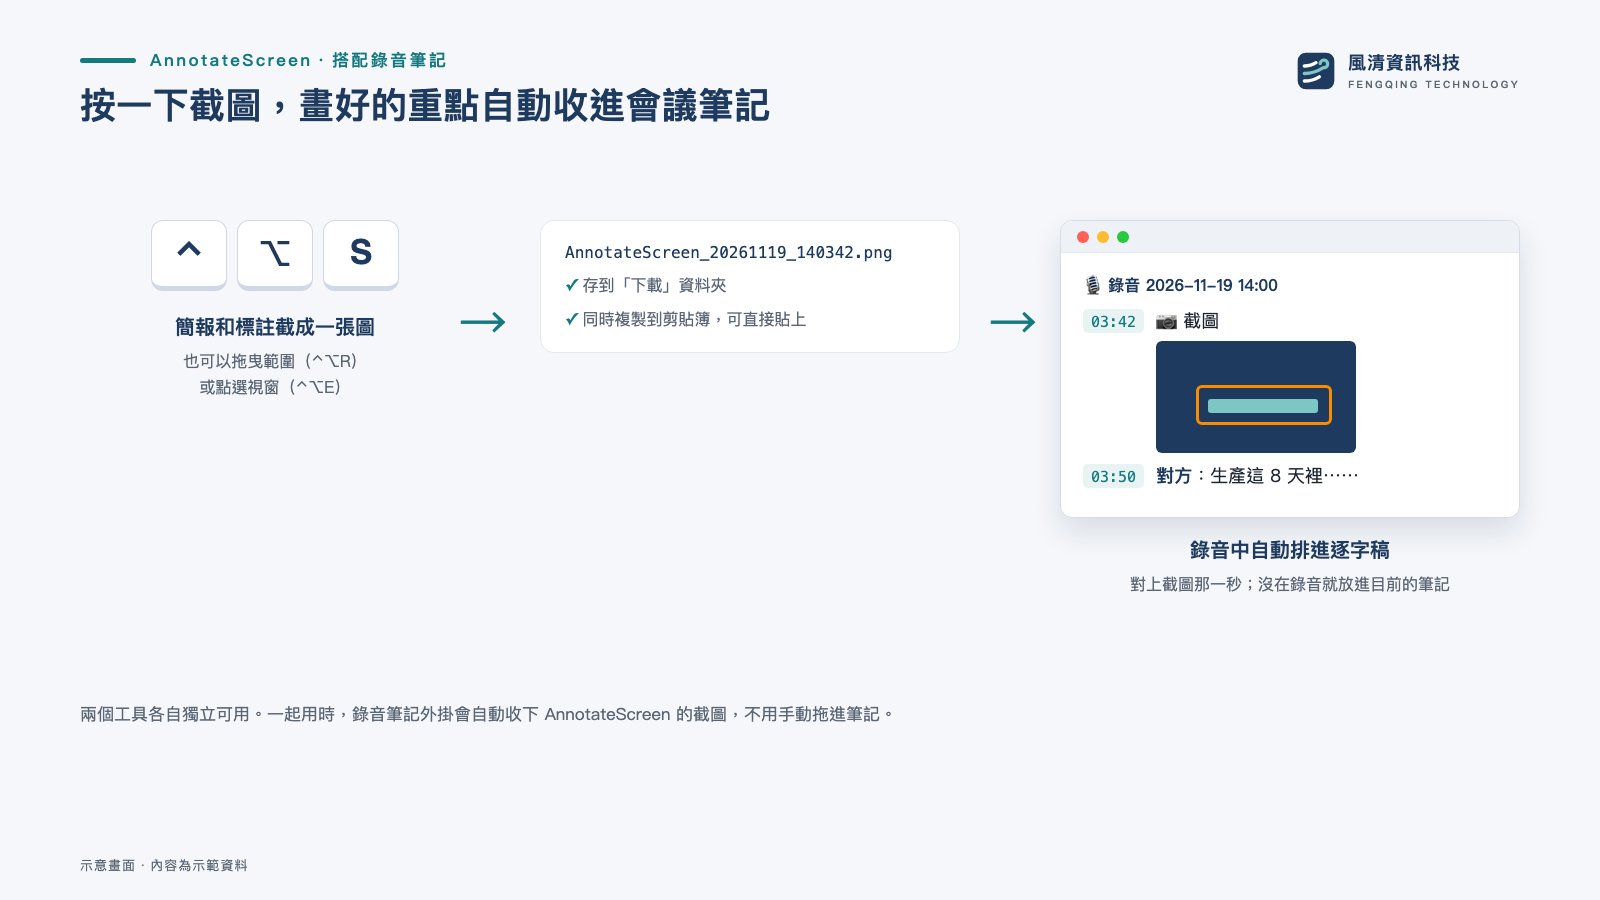 AnnotateScreen · 搭配錄音筆記
按一下截圖，畫好的重點自動收進會議筆記
風清資訊科技
FENGQING TECHNOLOGY
⌃ ⌥ S
簡報和標註截成一張圖
也可以拖曳範圍（⌃⌥R）
或點選視窗（⌃⌥E）
AnnotateScreen_20261119_140342.png
✓ 存到「下載」資料夾
✓ 同時複製到剪貼簿，可直接貼上
🎙 錄音 2026-11-19 14:00
03:42 📷 截圖
03:50 對方：生產這 8 天裡⋯⋯
錄音中自動排進逐字稿
對上截圖那一秒；沒在錄音就放進目前的筆記
兩個工具各自獨立可用。一起用時，錄音筆記外掛會自動收下 AnnotateScreen 的截圖，不用手動拖進筆記。
示意畫面 · 內容為示範資料